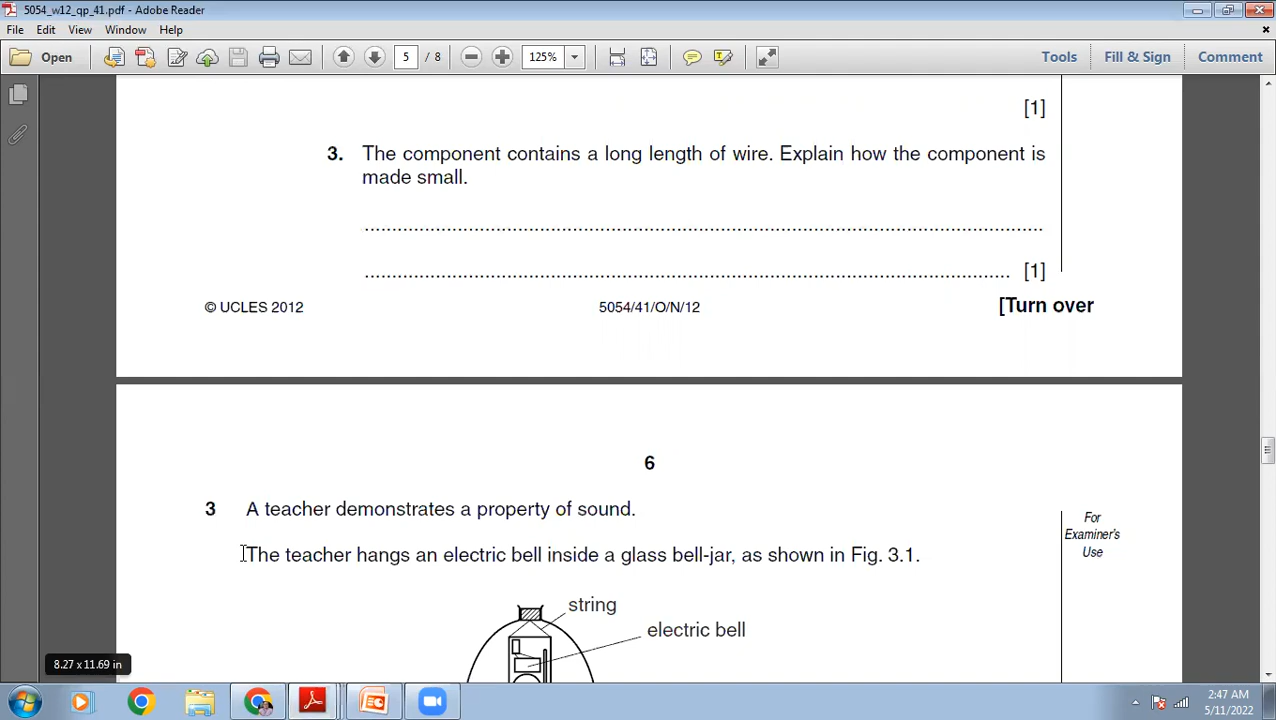 5054_w12_qp_41.pdf - Adobe Reader
File Edit View Window Help
Open 5 / 8 125% Tools Fill & Sign Comment
[1]
3. The component contains a long length of wire. Explain how the component is
made small.
....................................................................................................................
.............................................................................................................. [1]
© UCLES 2012 5054/41/O/N/12 [Turn over
6
3 A teacher demonstrates a property of sound.
The teacher hangs an electric bell inside a glass bell-jar, as shown in Fig. 3.1.
For
Examiner's
Use
string
electric bell
8.27 x 11.69 in
2:47 AM
5/11/2022